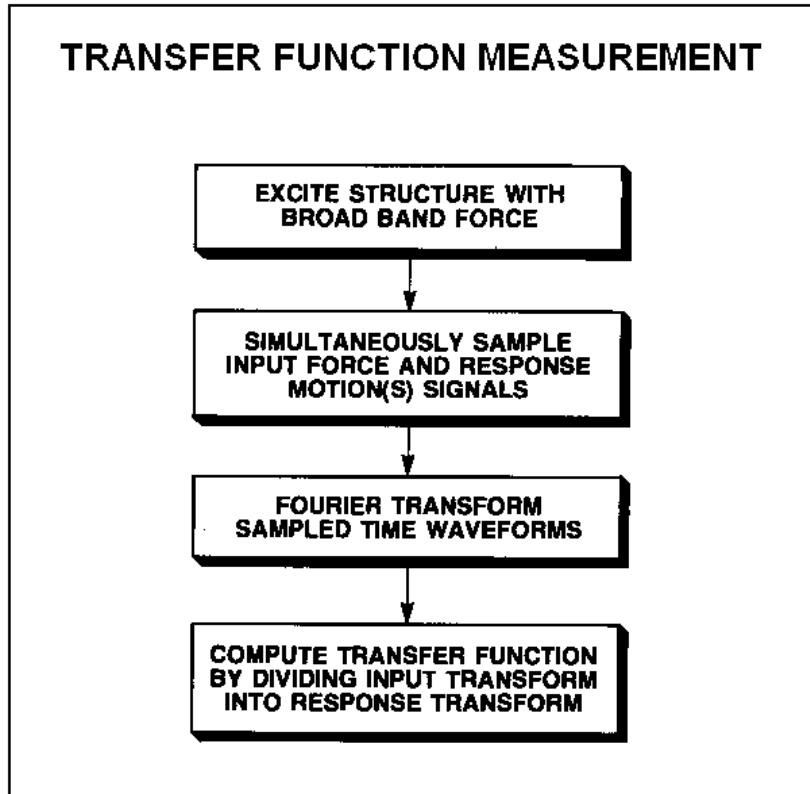 TRANSFER FUNCTION MEASUREMENT
EXCITE STRUCTURE WITH
BROAD BAND FORCE
SIMULTANEOUSLY SAMPLE
INPUT FORCE AND RESPONSE
MOTION(S) SIGNALS
FOURIER TRANSFORM
SAMPLED TIME WAVEFORMS
COMPUTE TRANSFER FUNCTION
BY DIVIDING INPUT TRANSFORM
INTO RESPONSE TRANSFORM